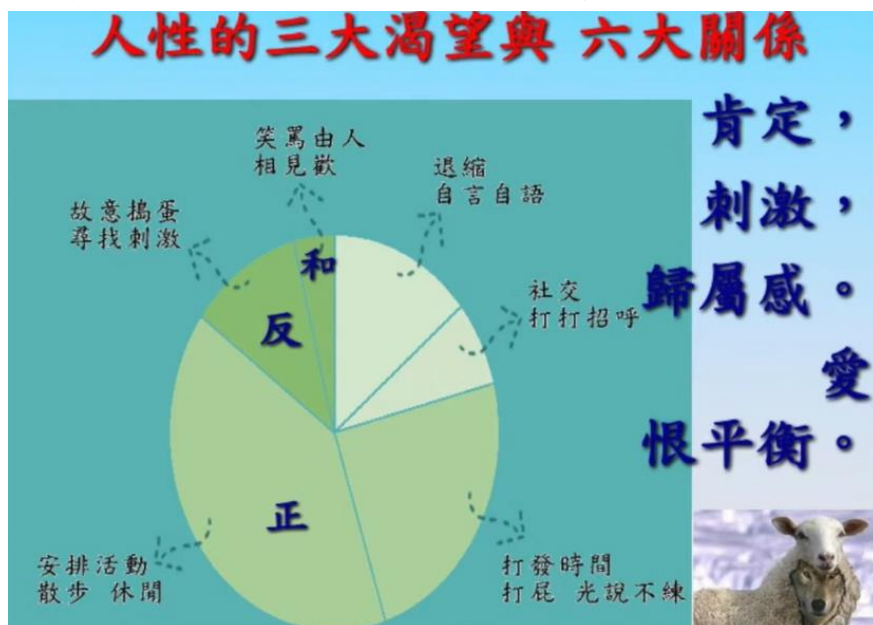 人性的三大渴望與 六大關係
肯定，
刺激，
歸屬感。
愛
恨平衡。
笑罵由人
相見歡
退縮
自言自語
故意搗蛋
尋找刺激
社交
打打招呼
和
反
正
安排活動
散步 休閒
打發時間
打屁 光說不練